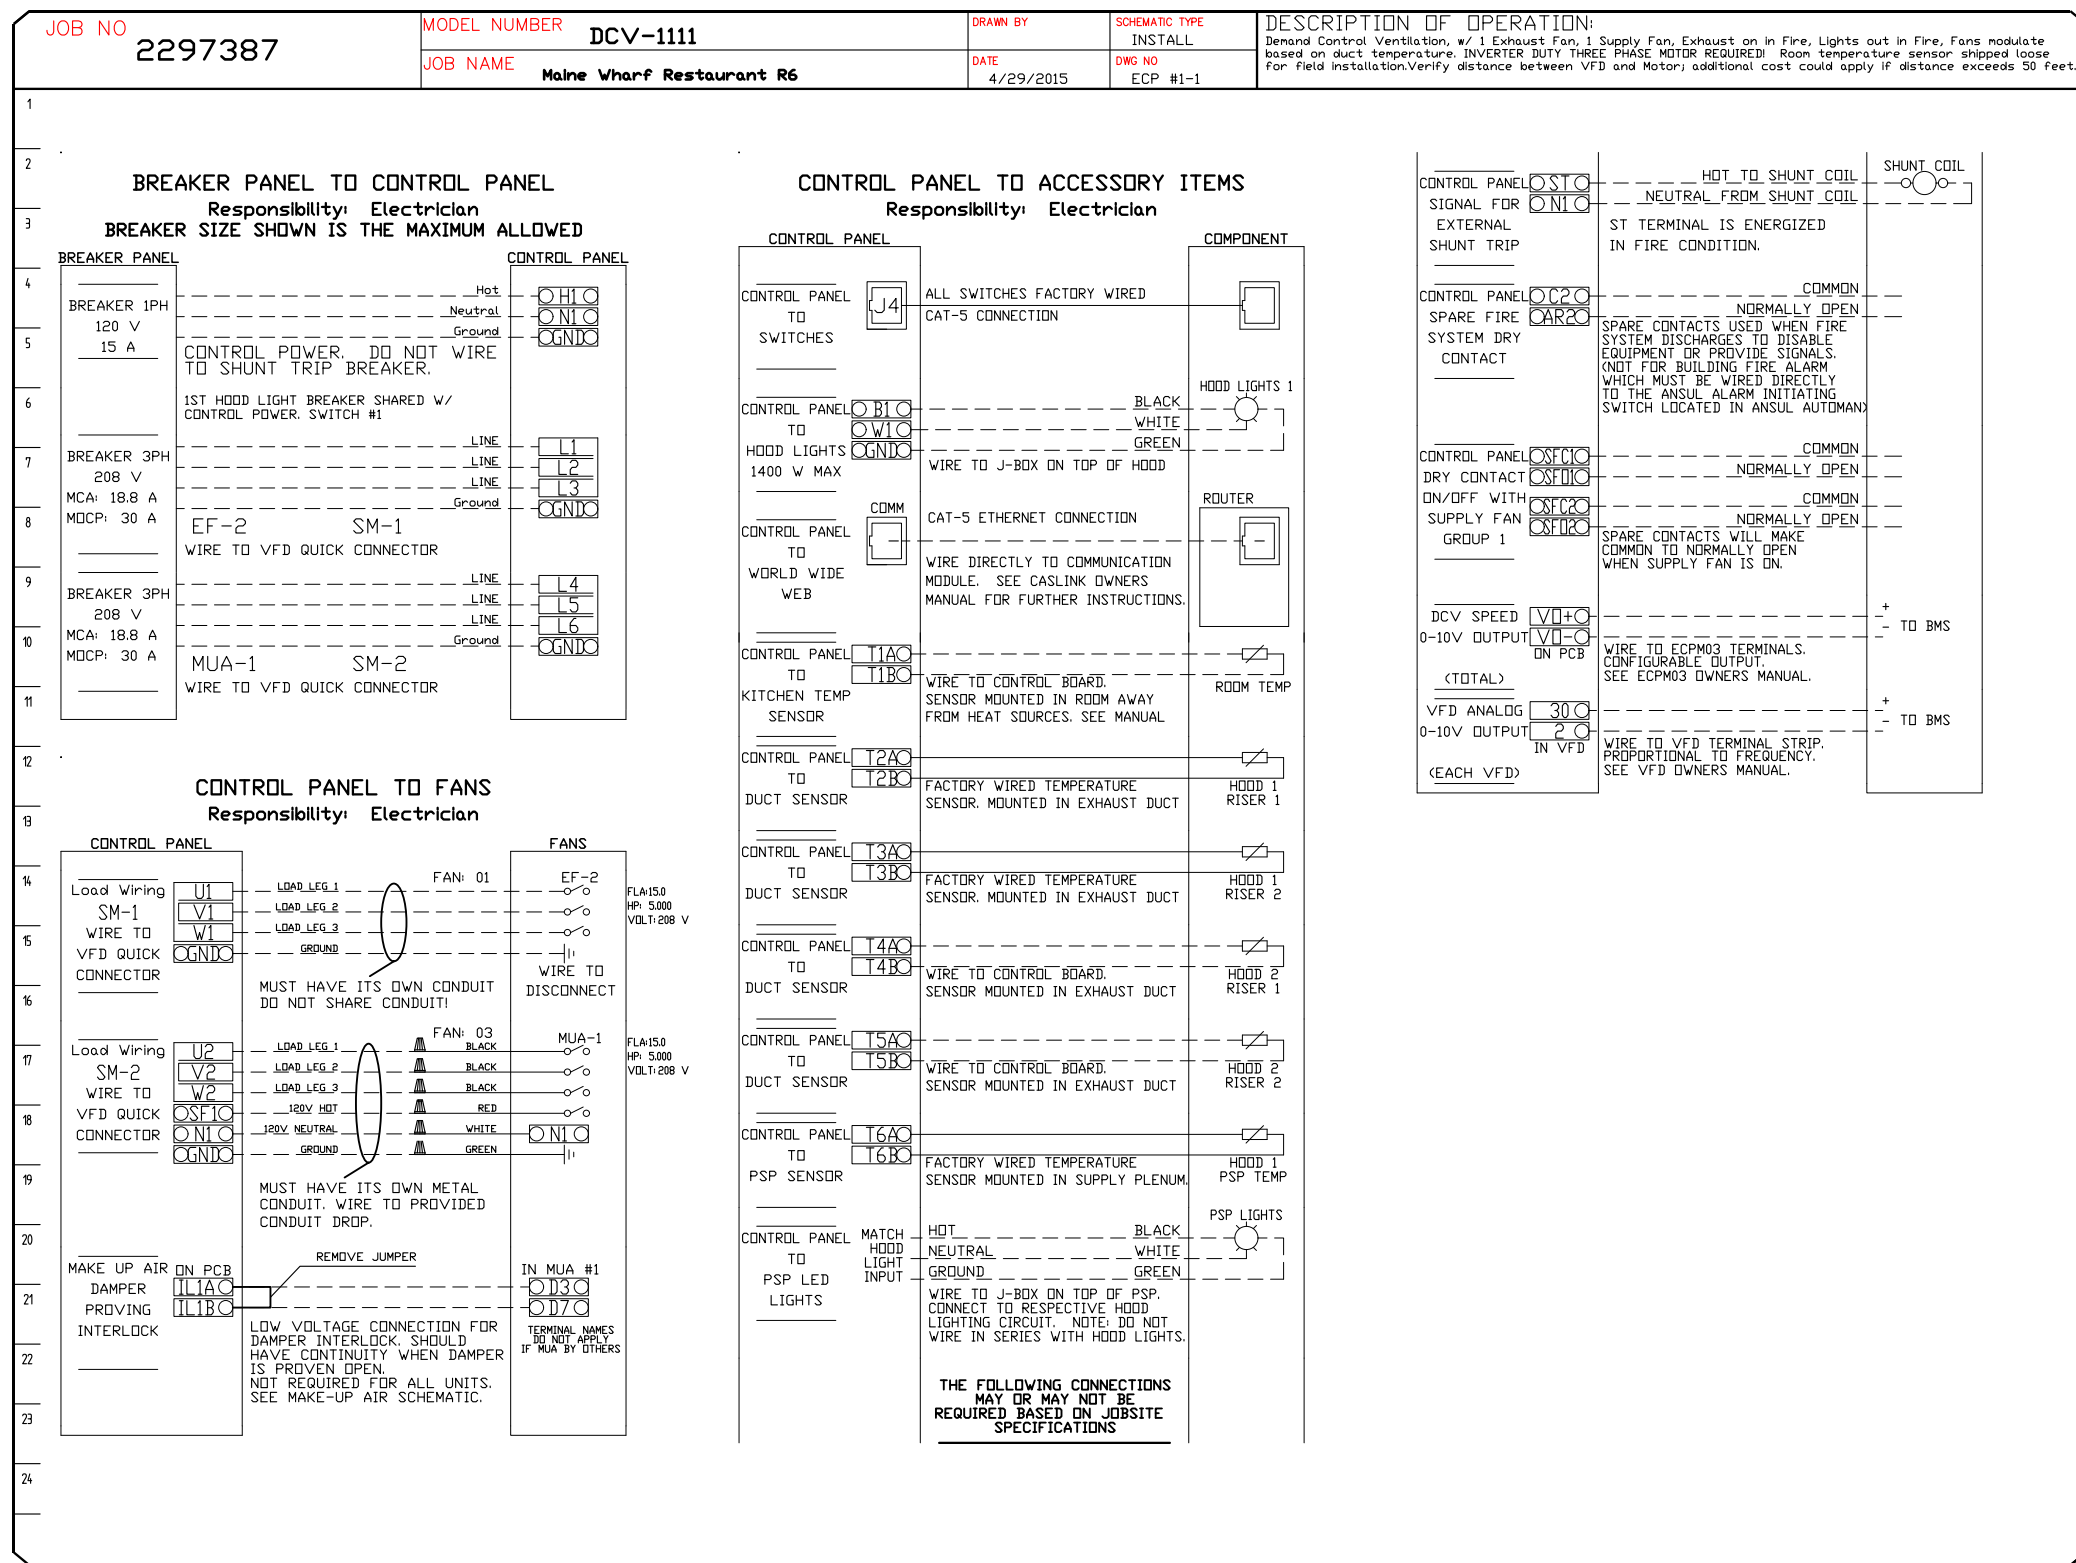 JOB NO
2297387
MODEL NUMBER
DCV-1111
JOB NAME
Maine Wharf Restaurant R6
DRAWN BY
SCHEMATIC TYPE
INSTALL
DATE
4/29/2015
DWG NO
ECP #1-1
DESCRIPTION OF OPERATION:
Demand Control Ventilation, w/ 1 Exhaust Fan, 1 Supply Fan, Exhaust on in Fire, Lights out in Fire, Fans modulate
based on duct temperature. INVERTER DUTY THREE PHASE MOTOR REQUIRED! Room temperature sensor shipped loose
for field installation.Verify distance between VFD and Motor; additional cost could apply if distance exceeds 50 feet.
1
2
3
4
5
6
7
8
9
10
11
12
13
14
15
16
17
18
19
20
21
22
23
24
BREAKER PANEL TO CONTROL PANEL
Responsibility: Electrician
BREAKER SIZE SHOWN IS THE MAXIMUM ALLOWED
BREAKER PANEL
CONTROL PANEL
BREAKER 1PH
120 V
15 A
Hot
H1
Neutral
N1
Ground
GND
CONTROL POWER. DO NOT WIRE
TO SHUNT TRIP BREAKER.
1ST HOOD LIGHT BREAKER SHARED W/
CONTROL POWER. SWITCH #1
BREAKER 3PH
208 V
MCA: 18.8 A
MOCP: 30 A
LINE
L1
LINE
L2
LINE
L3
Ground
GND
EF-2 SM-1
WIRE TO VFD QUICK CONNECTOR
BREAKER 3PH
208 V
MCA: 18.8 A
MOCP: 30 A
LINE
L4
LINE
L5
LINE
L6
Ground
GND
MUA-1 SM-2
WIRE TO VFD QUICK CONNECTOR
CONTROL PANEL TO FANS
Responsibility: Electrician
CONTROL PANEL
FANS
Load Wiring
SM-1
WIRE TO
VFD QUICK
CONNECTOR
U1
V1
W1
GND
LOAD LEG 1
LOAD LEG 2
LOAD LEG 3
GROUND
FAN: 01
EF-2
FLA:15.0
HP: 5.000
VOLT: 208 V
WIRE TO
DISCONNECT
MUST HAVE ITS OWN CONDUIT
DO NOT SHARE CONDUIT!
Load Wiring
SM-2
WIRE TO
VFD QUICK
CONNECTOR
U2
V2
W2
SF1
N1
GND
LOAD LEG 1
LOAD LEG 2
LOAD LEG 3
120V HOT
120V NEUTRAL
GROUND
FAN: 03
BLACK
BLACK
BLACK
RED
WHITE
GREEN
MUA-1
N1
FLA:15.0
HP: 5.000
VOLT: 208 V
MUST HAVE ITS OWN METAL
CONDUIT. WIRE TO PROVIDED
CONDUIT DROP.
MAKE UP AIR
DAMPER
PROVING
INTERLOCK
ON PCB
IL1A
IL1B
REMOVE JUMPER
IN MUA #1
D3
D7
TERMINAL NAMES
DO NOT APPLY
IF MUA BY OTHERS
LOW VOLTAGE CONNECTION FOR
DAMPER INTERLOCK. SHOULD
HAVE CONTINUITY WHEN DAMPER
IS PROVEN OPEN.
NOT REQUIRED FOR ALL UNITS.
SEE MAKE-UP AIR SCHEMATIC.
CONTROL PANEL TO ACCESSORY ITEMS
Responsibility: Electrician
CONTROL PANEL
COMPONENT
CONTROL PANEL
TO
SWITCHES
J4
ALL SWITCHES FACTORY WIRED
CAT-5 CONNECTION
CONTROL PANEL
TO
HOOD LIGHTS
1400 W MAX
B1
W1
GND
BLACK
WHITE
GREEN
HOOD LIGHTS 1
WIRE TO J-BOX ON TOP OF HOOD
CONTROL PANEL
TO
WORLD WIDE
WEB
COMM
CAT-5 ETHERNET CONNECTION
ROUTER
WIRE DIRECTLY TO COMMUNICATION
MODULE. SEE CASLINK OWNERS
MANUAL FOR FURTHER INSTRUCTIONS.
CONTROL PANEL
TO
KITCHEN TEMP
SENSOR
T1A
T1B
WIRE TO CONTROL BOARD.
SENSOR MOUNTED IN ROOM AWAY
FROM HEAT SOURCES. SEE MANUAL
ROOM TEMP
CONTROL PANEL
TO
DUCT SENSOR
T2A
T2B
FACTORY WIRED TEMPERATURE
SENSOR. MOUNTED IN EXHAUST DUCT
HOOD 1
RISER 1
CONTROL PANEL
TO
DUCT SENSOR
T3A
T3B
FACTORY WIRED TEMPERATURE
SENSOR. MOUNTED IN EXHAUST DUCT
HOOD 1
RISER 2
CONTROL PANEL
TO
DUCT SENSOR
T4A
T4B
WIRE TO CONTROL BOARD.
SENSOR MOUNTED IN EXHAUST DUCT
HOOD 2
RISER 1
CONTROL PANEL
TO
DUCT SENSOR
T5A
T5B
WIRE TO CONTROL BOARD.
SENSOR MOUNTED IN EXHAUST DUCT
HOOD 2
RISER 2
CONTROL PANEL
TO
PSP SENSOR
T6A
T6B
FACTORY WIRED TEMPERATURE
SENSOR MOUNTED IN SUPPLY PLENUM.
HOOD 1
PSP TEMP
CONTROL PANEL
TO
PSP LED
LIGHTS
MATCH
HOOD
LIGHT
INPUT
HOT
NEUTRAL
GROUND
BLACK
WHITE
GREEN
PSP LIGHTS
WIRE TO J-BOX ON TOP OF PSP.
CONNECT TO RESPECTIVE HOOD
LIGHTING CIRCUIT. NOTE: DO NOT
WIRE IN SERIES WITH HOOD LIGHTS.
THE FOLLOWING CONNECTIONS
MAY OR MAY NOT BE
REQUIRED BASED ON JOBSITE
SPECIFICATIONS
CONTROL PANEL
SIGNAL FOR
EXTERNAL
SHUNT TRIP
ST
N1
HOT TO SHUNT COIL
NEUTRAL FROM SHUNT COIL
SHUNT COIL
ST TERMINAL IS ENERGIZED
IN FIRE CONDITION.
CONTROL PANEL
SPARE FIRE
SYSTEM DRY
CONTACT
C2
AR2
COMMON
NORMALLY OPEN
SPARE CONTACTS USED WHEN FIRE
SYSTEM DISCHARGES TO DISABLE
EQUIPMENT OR PROVIDE SIGNALS.
(NOT FOR BUILDING FIRE ALARM
WHICH MUST BE WIRED DIRECTLY
TO THE ANSUL ALARM INITIATING
SWITCH LOCATED IN ANSUL AUTOMAN)
CONTROL PANEL
DRY CONTACT
ON/OFF WITH
SUPPLY FAN
GROUP 1
SFC1
SFO1
SFC2
SFO2
COMMON
NORMALLY OPEN
COMMON
NORMALLY OPEN
SPARE CONTACTS WILL MAKE
COMMON TO NORMALLY OPEN
WHEN SUPPLY FAN IS ON.
DCV SPEED
0-10V OUTPUT
(TOTAL)
VO+
VO-
ON PCB
+
- TO BMS
WIRE TO ECPM03 TERMINALS.
CONFIGURABLE OUTPUT.
SEE ECPM03 OWNERS MANUAL.
VFD ANALOG
0-10V OUTPUT
(EACH VFD)
30
2
IN VFD
+
- TO BMS
WIRE TO VFD TERMINAL STRIP.
PROPORTIONAL TO FREQUENCY.
SEE VFD OWNERS MANUAL.